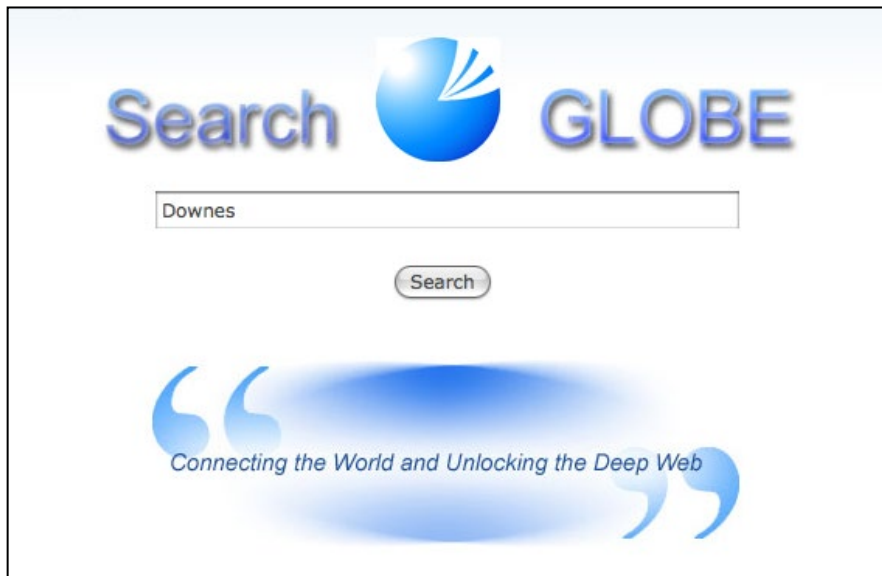 Search GLOBE
Downes
Search
Connecting the World and Unlocking the Deep Web